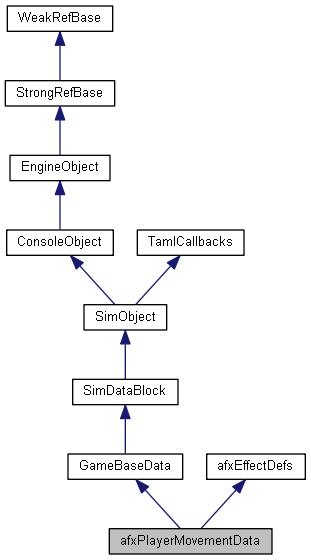 WeakRefBase
StrongRefBase
EngineObject
ConsoleObject
TamlCallbacks
SimObject
SimDataBlock
GameBaseData
afxEffectDefs
afxPlayerMovementData